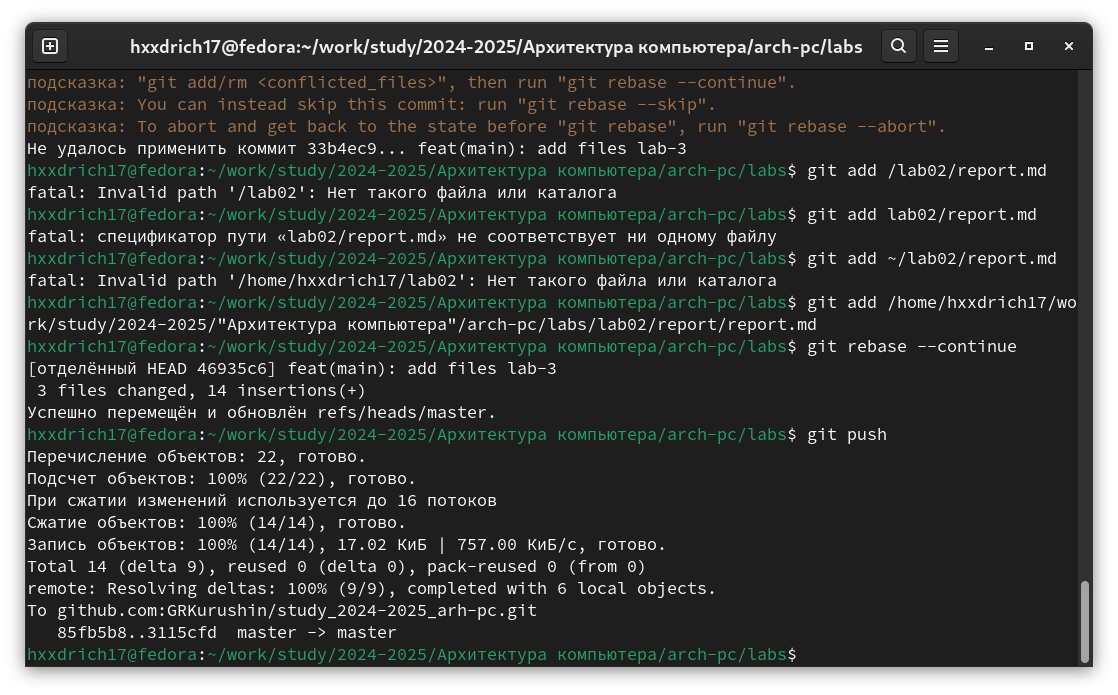 hxxdrich17@fedora:~/work/study/2024-2025/Архитектура компьютера/arch-pc/labs
подсказка: "git add/rm <conflicted_files>", then run "git rebase --continue".
подсказка: You can instead skip this commit: run "git rebase --skip".
подсказка: To abort and get back to the state before "git rebase", run "git rebase --abort".
Не удалось применить коммит 33b4ec9... feat(main): add files lab-3
hxxdrich17@fedora:~/work/study/2024-2025/Архитектура компьютера/arch-pc/labs$ git add /lab02/report.md
fatal: Invalid path '/lab02': Нет такого файла или каталога
hxxdrich17@fedora:~/work/study/2024-2025/Архитектура компьютера/arch-pc/labs$ git add lab02/report.md
fatal: спецификатор пути «lab02/report.md» не соответствует ни одному файлу
hxxdrich17@fedora:~/work/study/2024-2025/Архитектура компьютера/arch-pc/labs$ git add ~/lab02/report.md
fatal: Invalid path '/home/hxxdrich17/lab02': Нет такого файла или каталога
hxxdrich17@fedora:~/work/study/2024-2025/Архитектура компьютера/arch-pc/labs$ git add /home/hxxdrich17/wo
rk/study/2024-2025/"Архитектура компьютера"/arch-pc/labs/lab02/report/report.md
hxxdrich17@fedora:~/work/study/2024-2025/Архитектура компьютера/arch-pc/labs$ git rebase --continue
[отделённый HEAD 46935c6] feat(main): add files lab-3
 3 files changed, 14 insertions(+)
Успешно перемещён и обновлён refs/heads/master.
hxxdrich17@fedora:~/work/study/2024-2025/Архитектура компьютера/arch-pc/labs$ git push
Перечисление объектов: 22, готово.
Подсчет объектов: 100% (22/22), готово.
При сжатии изменений используется до 16 потоков
Сжатие объектов: 100% (14/14), готово.
Запись объектов: 100% (14/14), 17.02 КиБ | 757.00 КиБ/с, готово.
Total 14 (delta 9), reused 0 (delta 0), pack-reused 0 (from 0)
remote: Resolving deltas: 100% (9/9), completed with 6 local objects.
To github.com:GRKurushin/study_2024-2025_arh-pc.git
   85fb5b8..3115cfd  master -> master
hxxdrich17@fedora:~/work/study/2024-2025/Архитектура компьютера/arch-pc/labs$